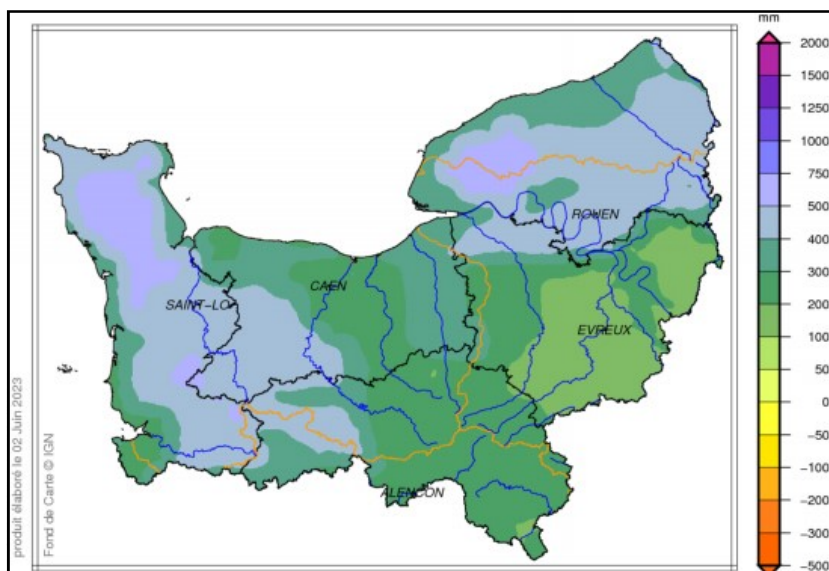 mm
2000
1500
1250
1000
750
500
400
300
200
100
50
0
-50
-100
-200
-300
-500
ROUEN
CAEN
SAINT-LO
EVREUX
ALENCON
produit élaboré le 02 Juin 2023
Fond de Carte © IGN